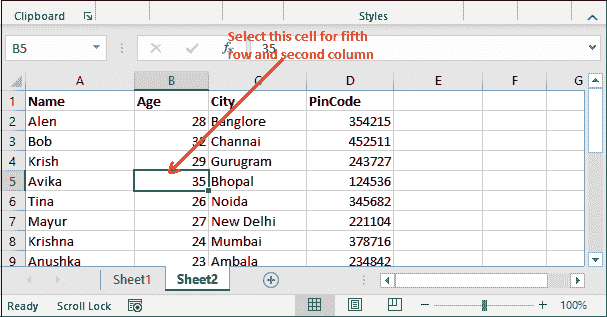 Clipboard Styles
Select this cell for fifth
row and second column
B5 fx 35
A B C D E F G
1 Name Age City PinCode
2 Alen 28 Banglore 354215
3 Bob 32 Channai 452511
4 Krish 29 Gurugram 243727
5 Avika 35 Bhopal 124536
6 Tina 26 Noida 345682
7 Mayur 27 New Delhi 221104
8 Krishna 24 Mumbai 378716
9 Anushka 23 Ambala 234842
Sheet1 Sheet2
Ready Scroll Lock 100%